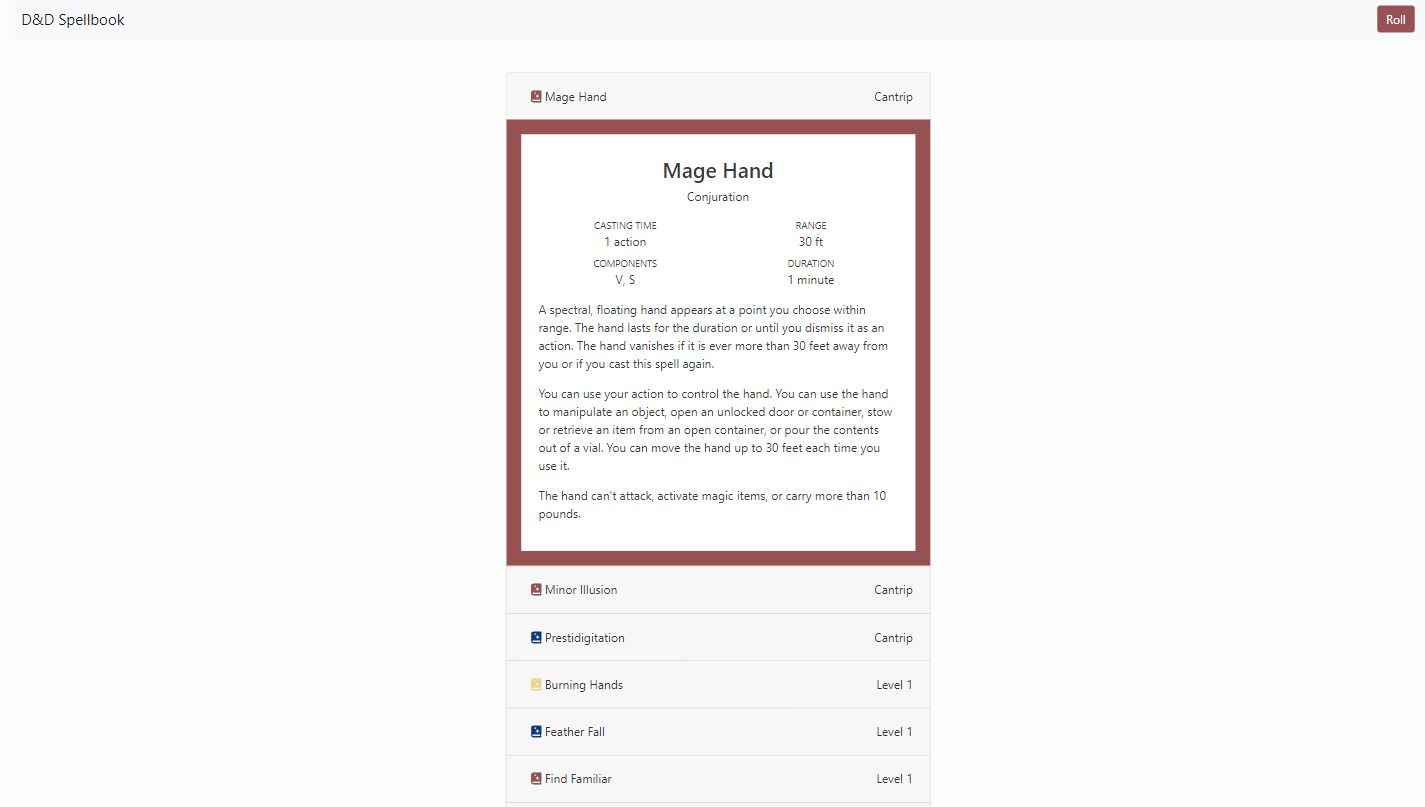 D&D Spellbook
Roll
Mage Hand
Cantrip
Mage Hand
Conjuration
CASTING TIME
RANGE
1 action
30 ft
COMPONENTS
DURATION
V, S
1 minute
A spectral, floating hand appears at a point you choose within
range. The hand lasts for the duration or until you dismiss it as an
action. The hand vanishes if it is ever more than 30 feet away from
you or if you cast this spell again.
You can use your action to control the hand. You can use the hand
to manipulate an object, open an unlocked door or container, stow
or retrieve an item from an open container, or pour the contents
out of a vial. You can move the hand up to 30 feet each time you
use it.
The hand can't attack, activate magic items, or carry more than 10
pounds.
Minor Illusion
Cantrip
Prestidigitation
Cantrip
Burning Hands
Level 1
Feather Fall
Level 1
Find Familiar
Level 1